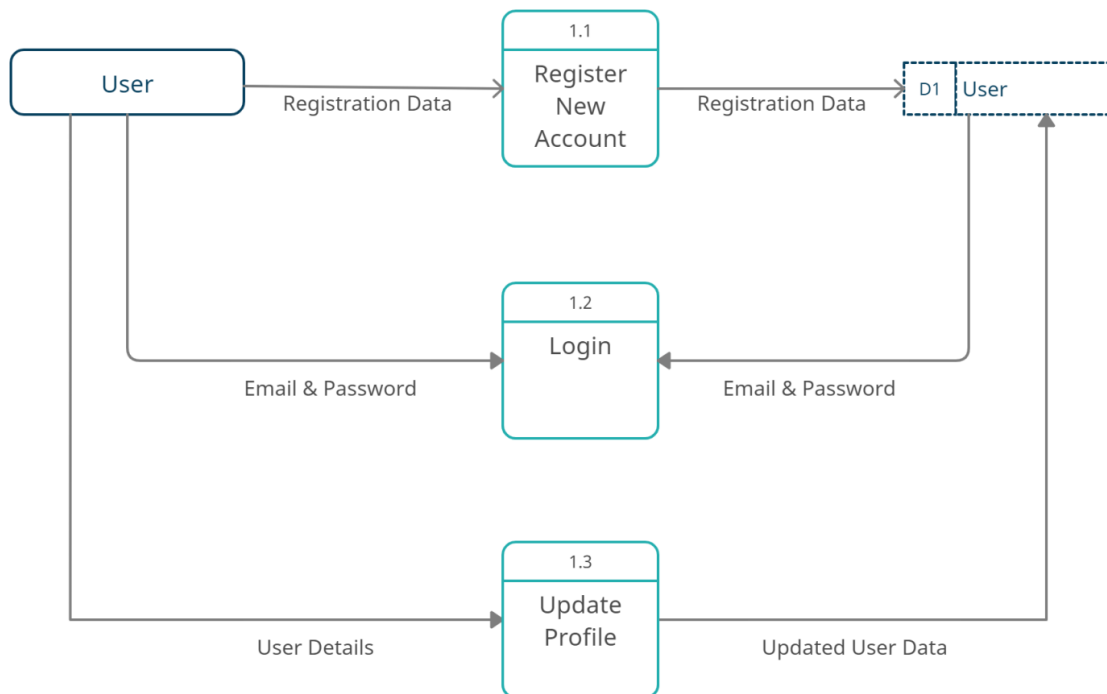 1.1
User
Register
New
Account
D1
User
Registration Data
Registration Data
1.2
Login
Email & Password
Email & Password
1.3
Update
Profile
User Details
Updated User Data